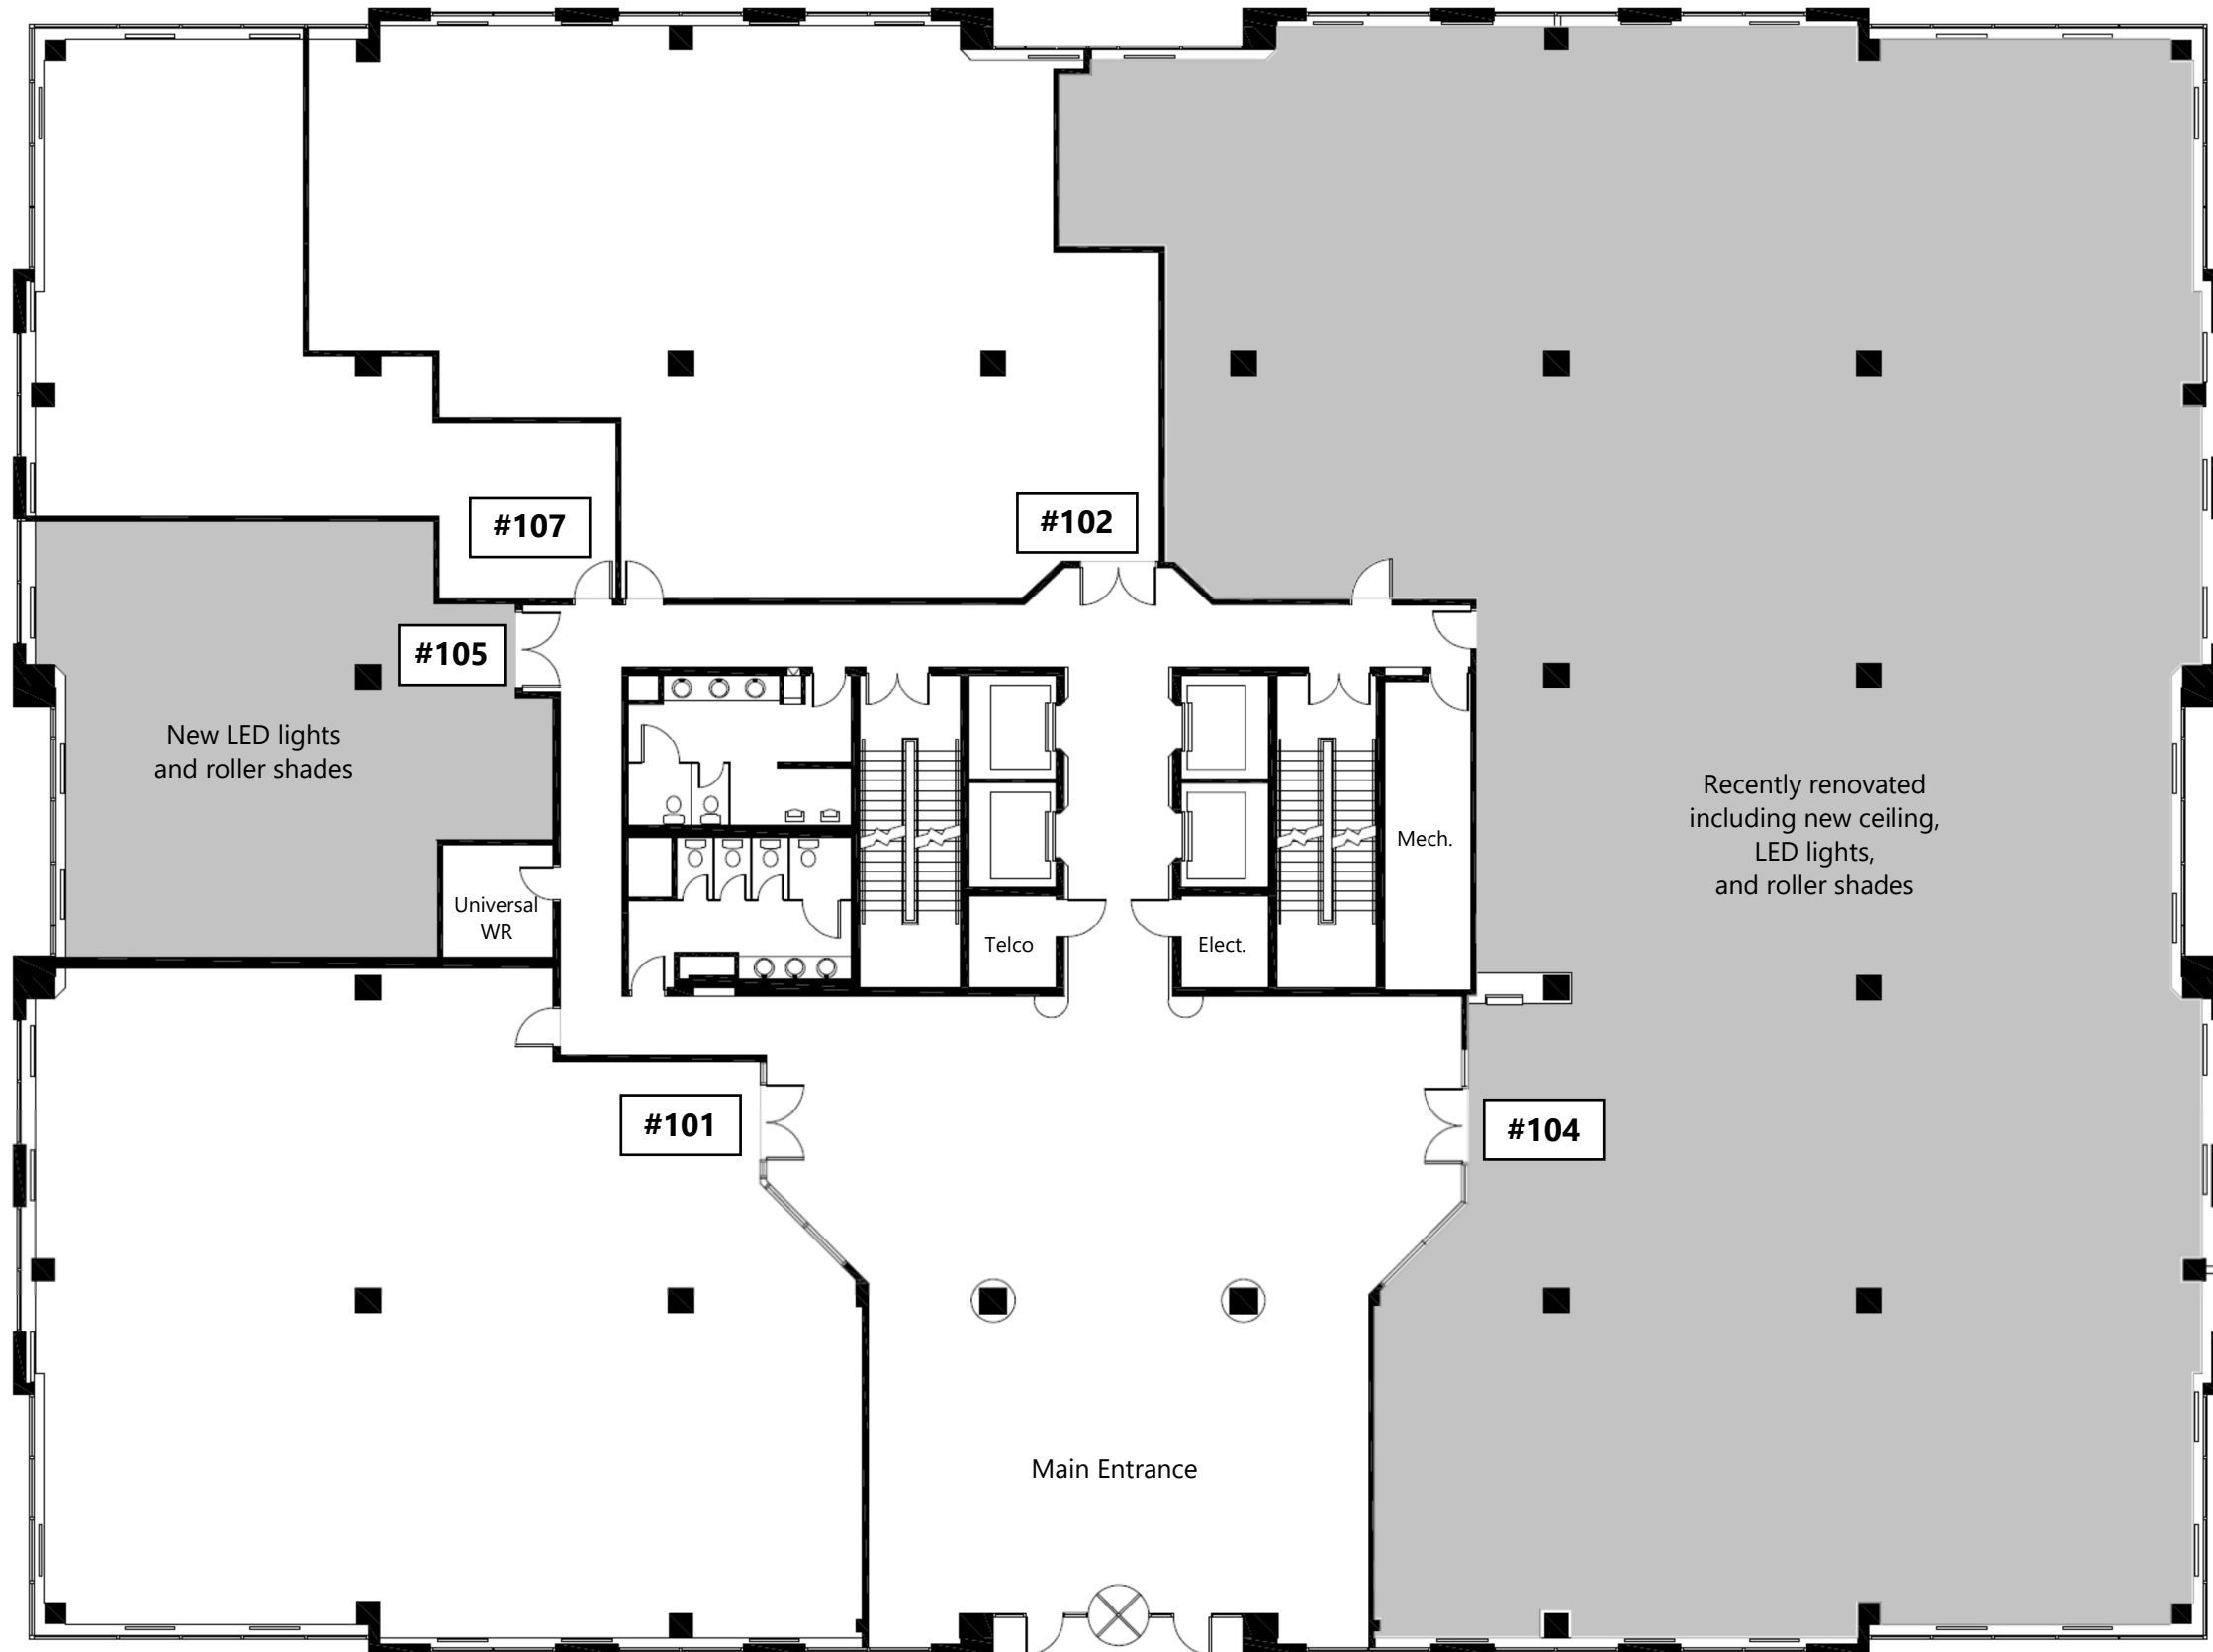 #107
#102
#105
New LED lights
and roller shades
Recently renovated
including new ceiling,
LED lights,
and roller shades
Mech.
Universal
WR
Telco
Elect.
#101
#104
Main Entrance